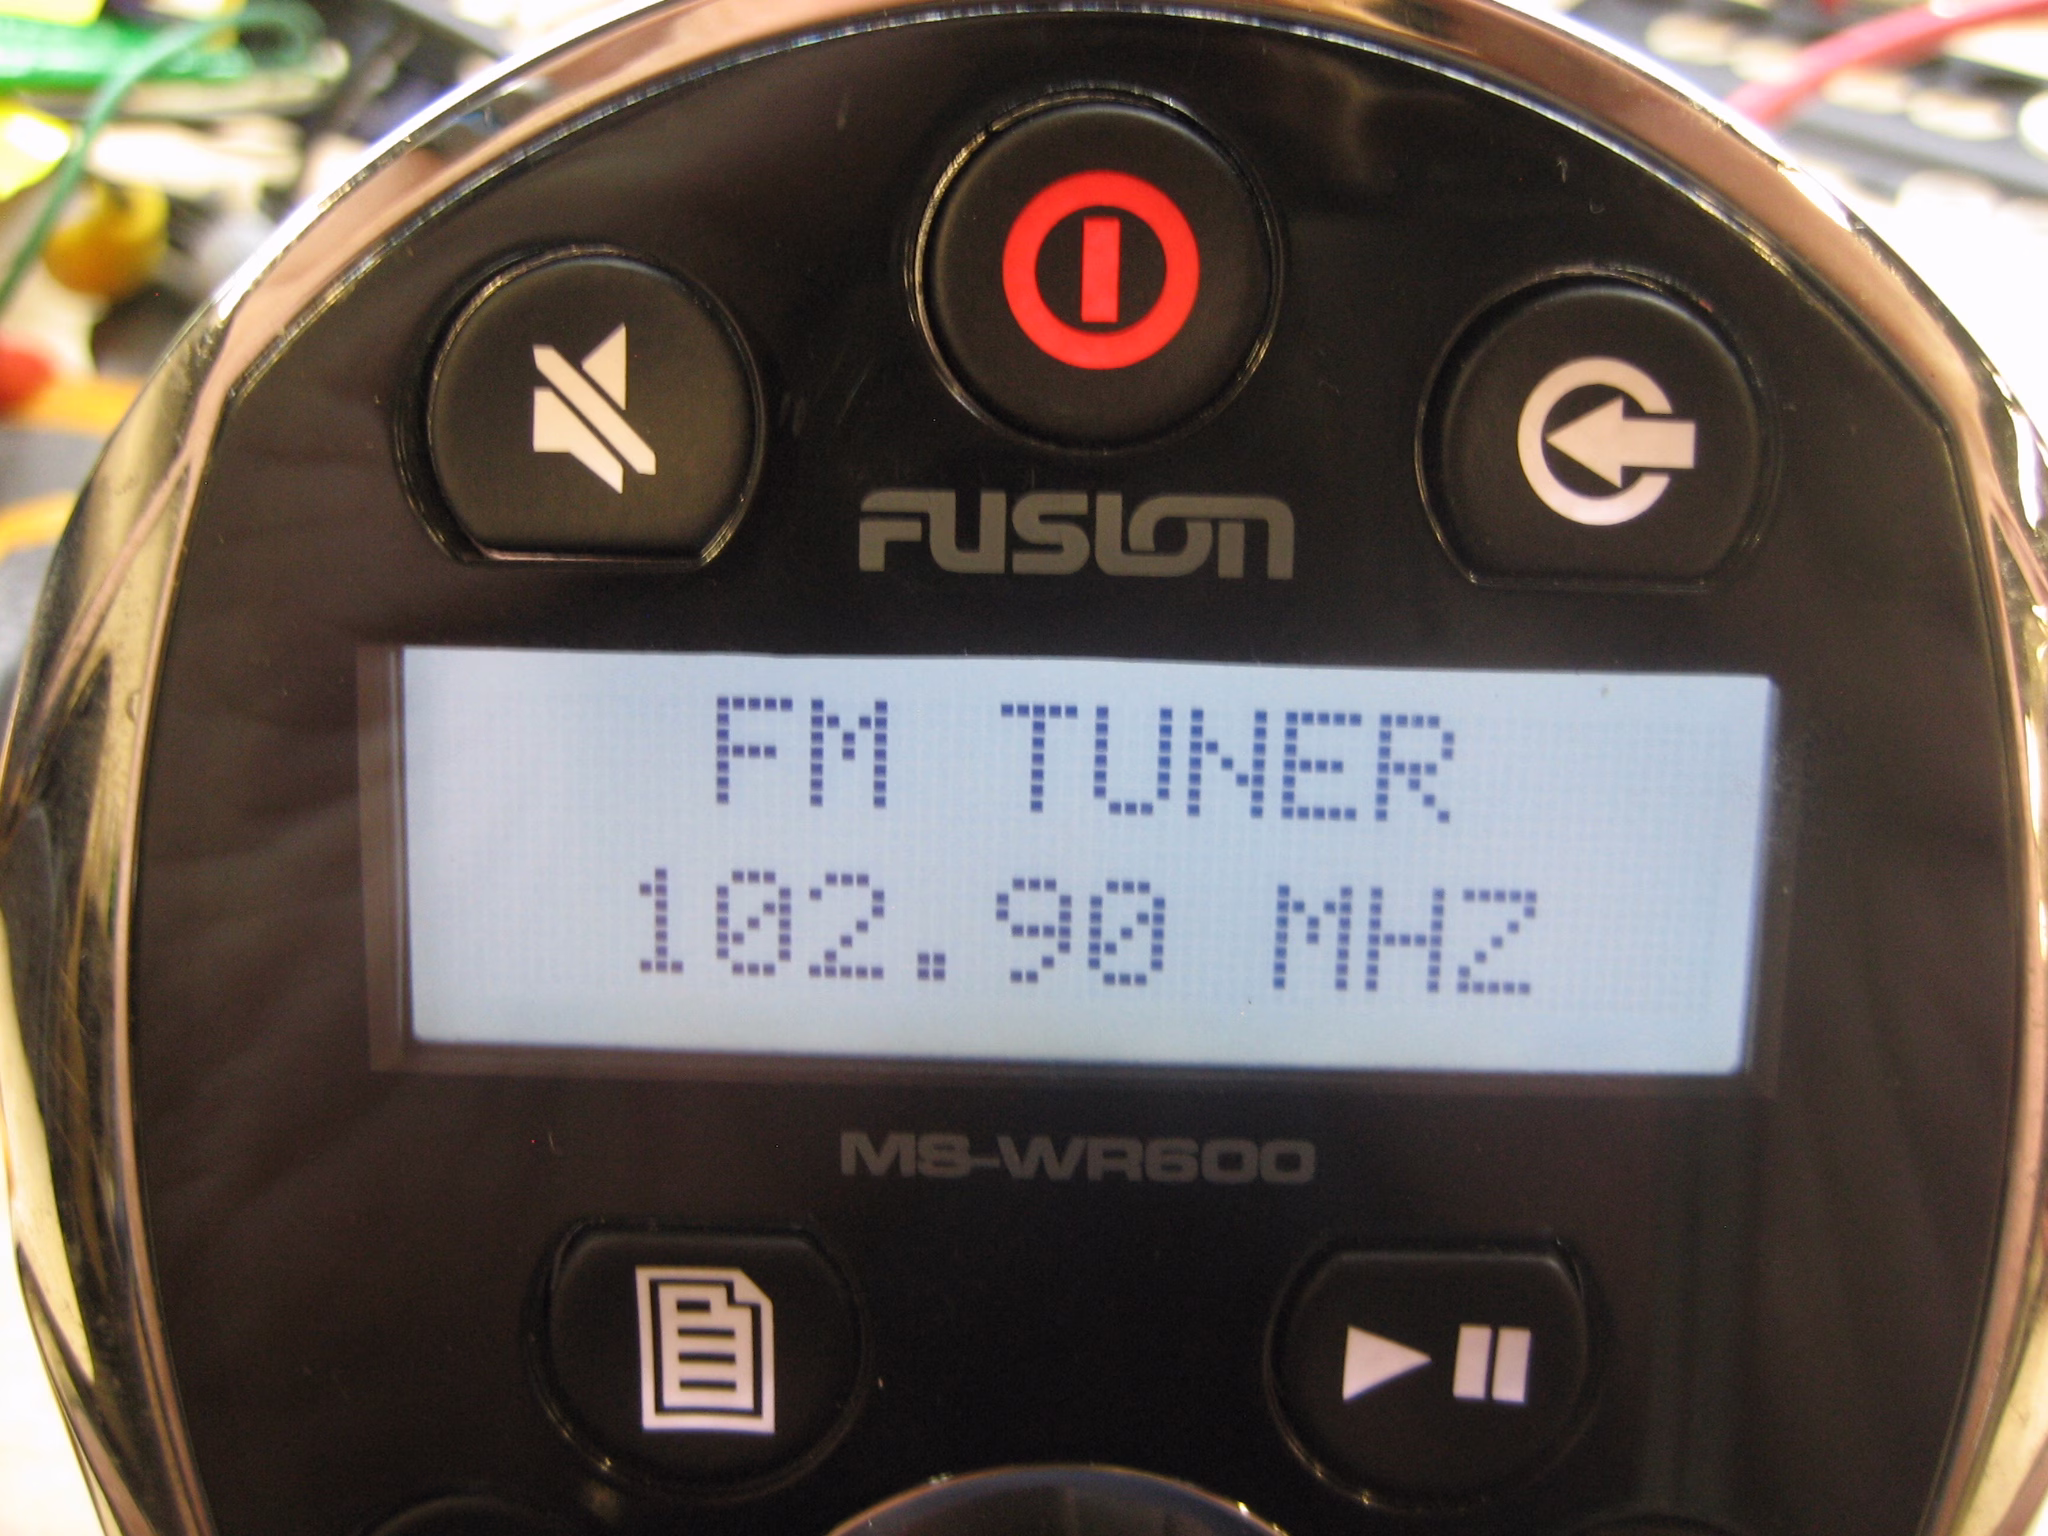 FUSION
FM TUNER
102.90 MHZ
MS-WR600